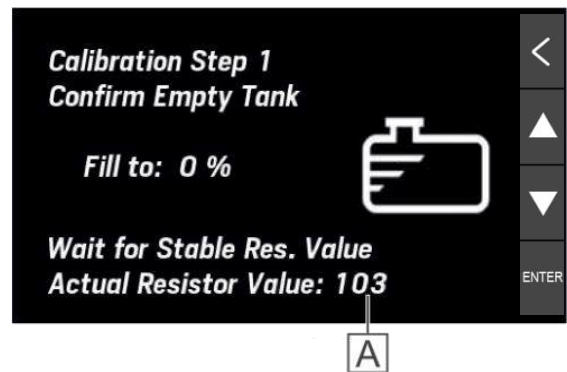 Calibration Step 1
Confirm Empty Tank
Fill to: 0 %
Wait for Stable Res. Value
Actual Resistor Value: 103
ENTER
A